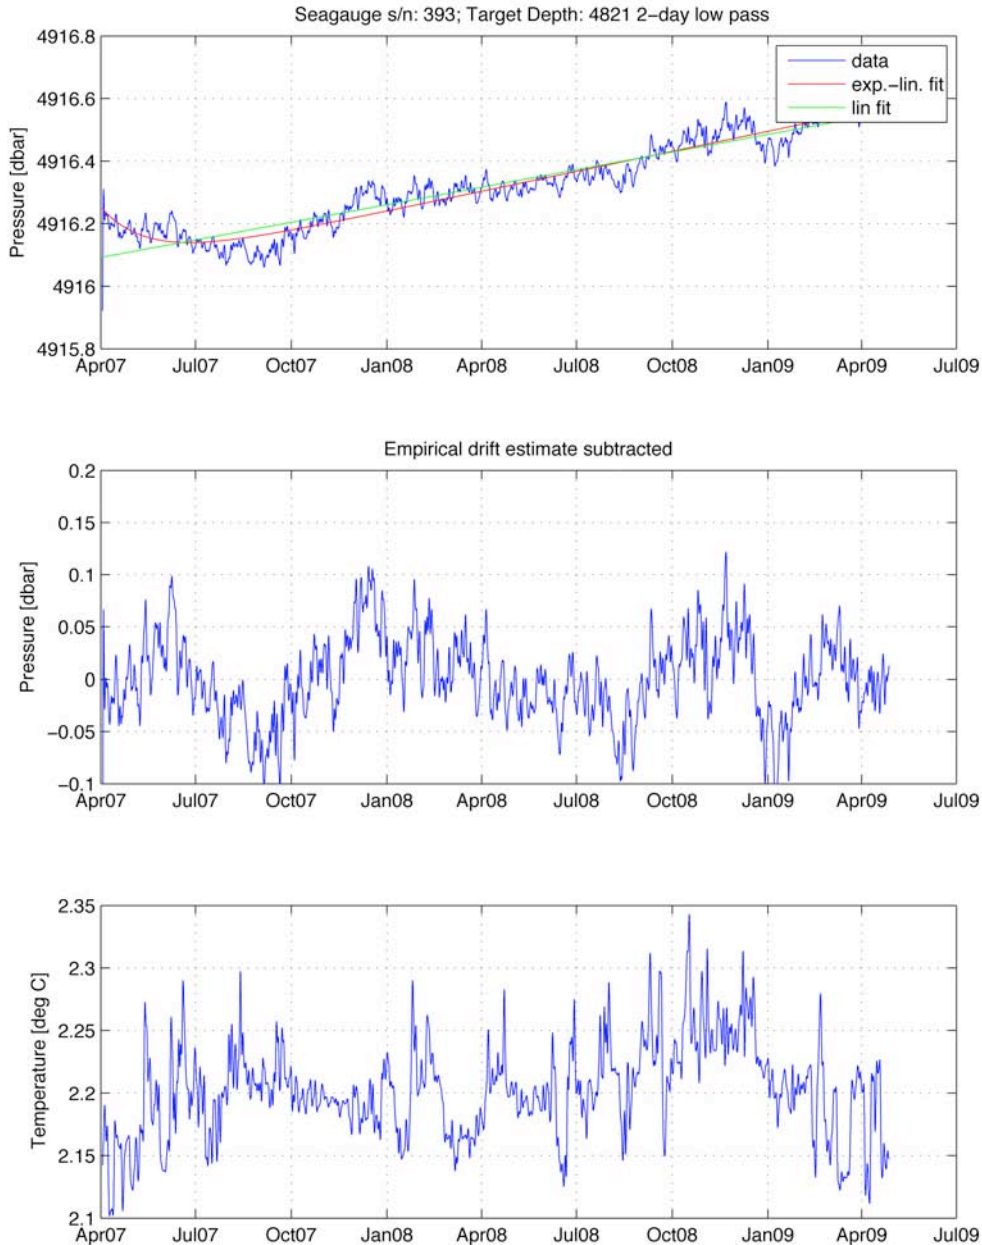 Seagauge s/n: 393; Target Depth: 4821 2−day low pass
4916.8
4916.6
4916.4
4916.2
4916
4915.8
Pressure [dbar]
data
exp.−lin. fit
lin fit
Apr07 Jul07 Oct07 Jan08 Apr08 Jul08 Oct08 Jan09 Apr09 Jul09
Empirical drift estimate subtracted
0.2
0.15
0.1
0.05
0
−0.05
−0.1
Pressure [dbar]
Apr07 Jul07 Oct07 Jan08 Apr08 Jul08 Oct08 Jan09 Apr09 Jul09
2.35
2.3
2.25
2.2
2.15
2.1
Temperature [deg C]
Apr07 Jul07 Oct07 Jan08 Apr08 Jul08 Oct08 Jan09 Apr09 Jul09